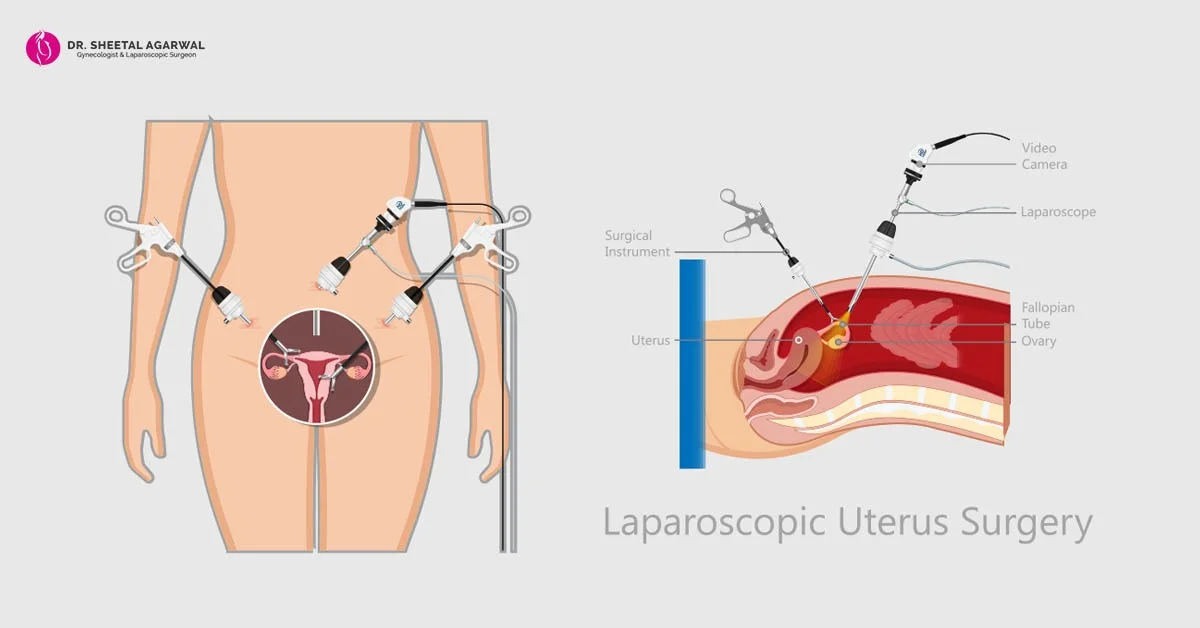 DR. SHEETAL AGARWAL
Gynecologist & Laparoscopic Surgeon
Video
Camera
Laparoscope
Surgical
Instrument
Fallopian
Tube
Uterus
Ovary
Laparoscopic Uterus Surgery